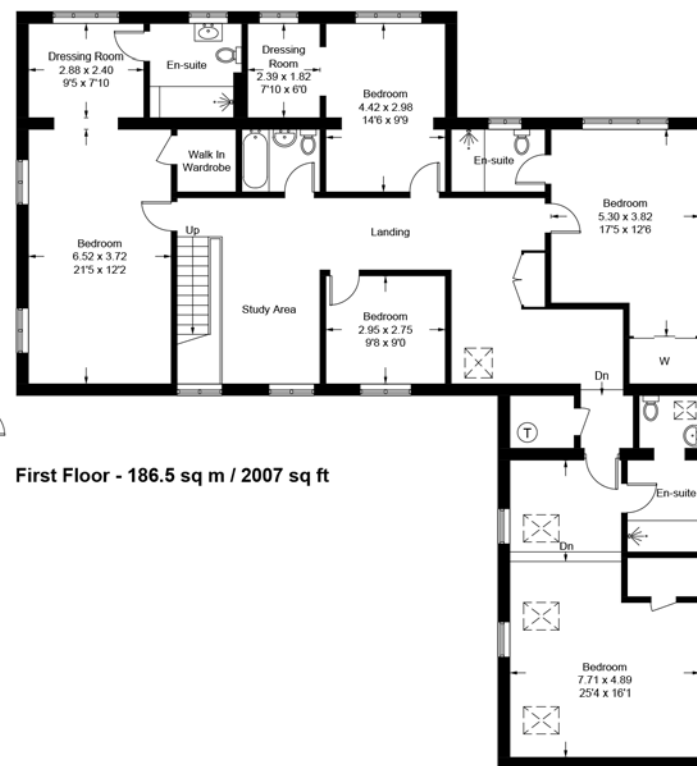 Dressing Room
2.88 x 2.40
9'5 x 7'10
En-suite
Dressing
Room
2.39 x 1.82
7'10 x 6'0
Bedroom
4.42 x 2.98
14'6 x 9'9
Walk In
Wardrobe
En-suite
Bedroom
5.30 x 3.82
17'5 x 12'6
Bedroom
6.52 x 3.72
21'5 x 12'2
Up
Landing
Study Area
Bedroom
2.95 x 2.75
9'8 x 9'0
W
Dn
T
First Floor - 186.5 sq m / 2007 sq ft
En-suite
Dn
Bedroom
7.71 x 4.89
25'4 x 16'1